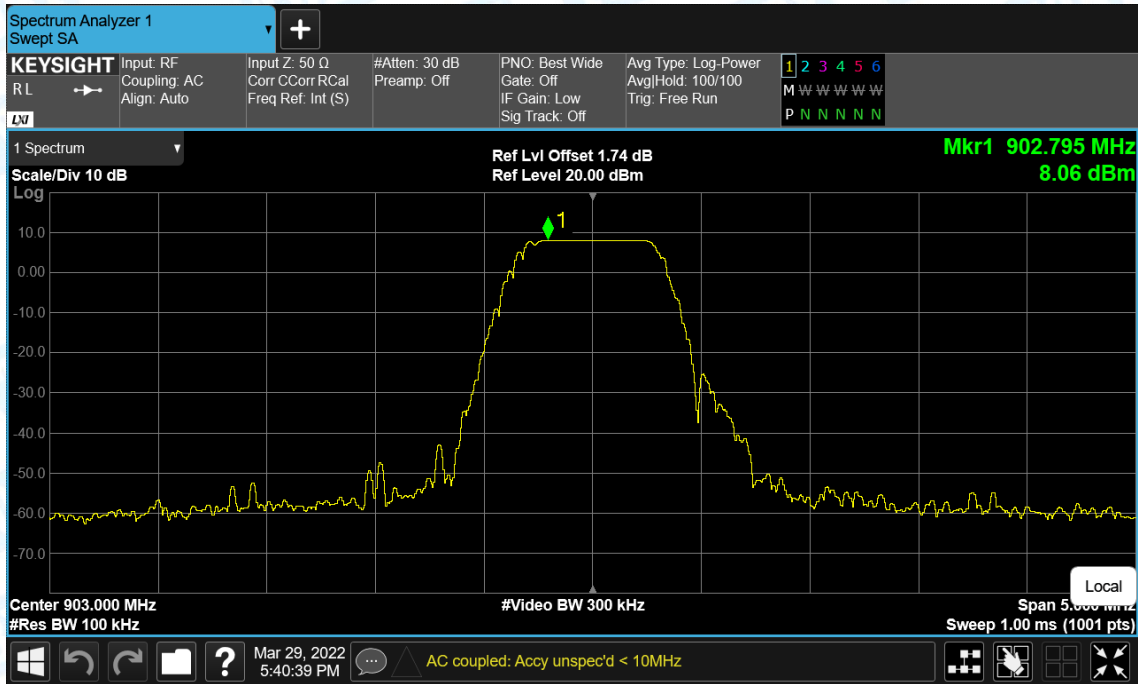 Spectrum Analyzer 1
Swept SA
KEYSIGHT Input: RF Input Z: 50 Ω #Atten: 30 dB PNO: Best Wide Avg Type: Log-Power 1 2 3 4 5 6
R L Coupling: AC Corr CCorr RCal Preamp: Off Gate: Off Avg|Hold: 100/100 M W W W W W
Align: Auto Freq Ref: Int (S) IF Gain: Low Trig: Free Run
LXI Sig Track: Off P N N N N N
1 Spectrum Ref Lvl Offset 1.74 dB Mkr1 902.795 MHz
Scale/Div 10 dB Ref Level 20.00 dBm 8.06 dBm
Log
1
10.0
0.00
-10.0
-20.0
-30.0
-40.0
-50.0
-60.0
-70.0
Local
Center 903.000 MHz #Video BW 300 kHz Span
#Res BW 100 kHz Sweep 1.00 ms (1001 pts)
? Mar 29, 2022
5:40:39 PM AC coupled: Accy unspec'd < 10MHz